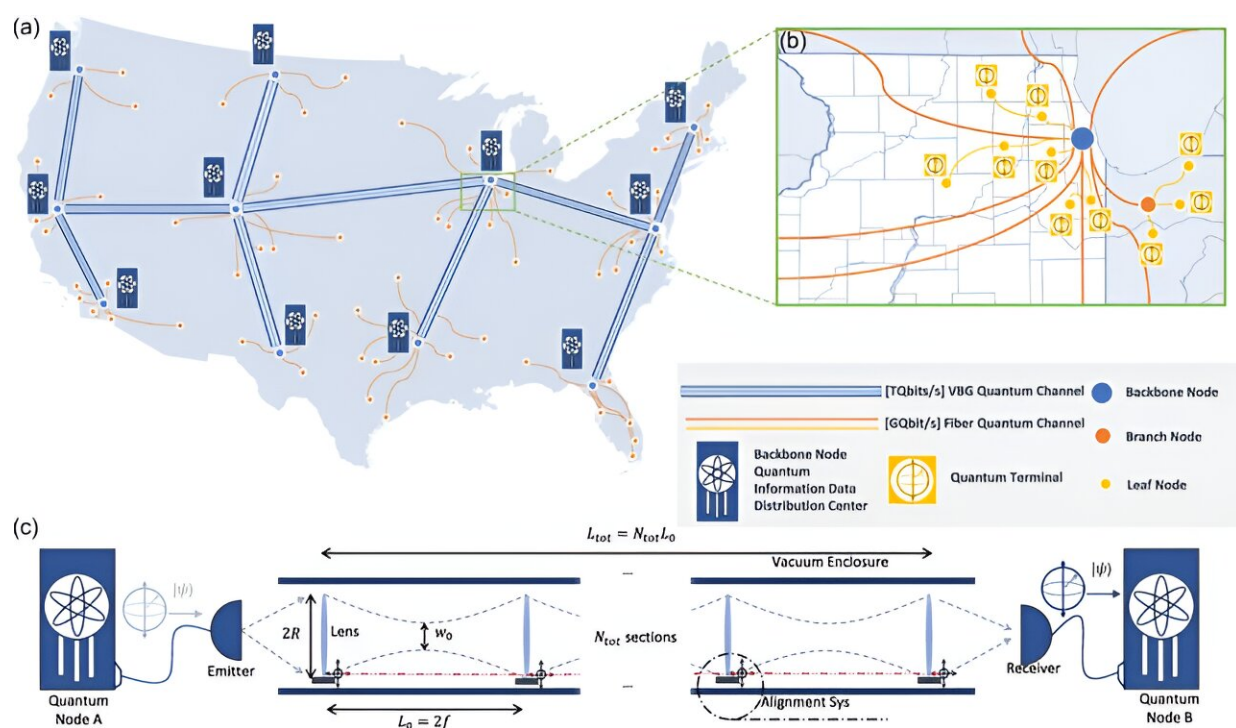 (a)
(b)
[TQbits/s] VBG Quantum Channel
Backbone Node
[GQbit/s] Fiber Quantum Channel
Branch Node
Backbone Node
Quantum
Information Data
Distribution Center
Quantum Terminal
Leaf Node
(c)
L_tot = N_tot L_0
Vacuum Enclosure
|ψ⟩
|ψ⟩
2R
Lens
w_0
N_tot sections
Emitter
Receiver
Quantum
Node A
L_0 = 2f
Alignment Sys
Quantum
Node B